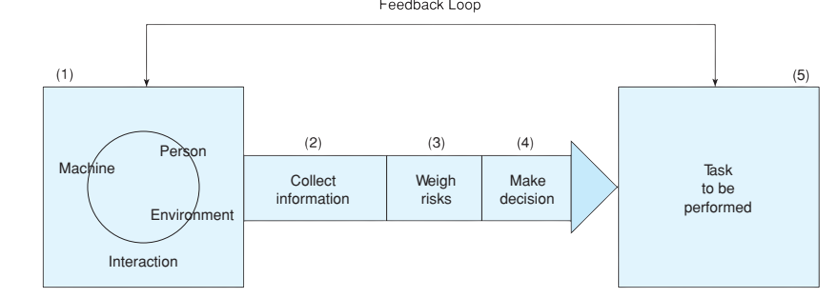 Feedback Loop
(1)
(5)
(2)
(3)
(4)
Machine
Person
Environment
Interaction
Collect
information
Weigh
risks
Make
decision
Task
to be
performed